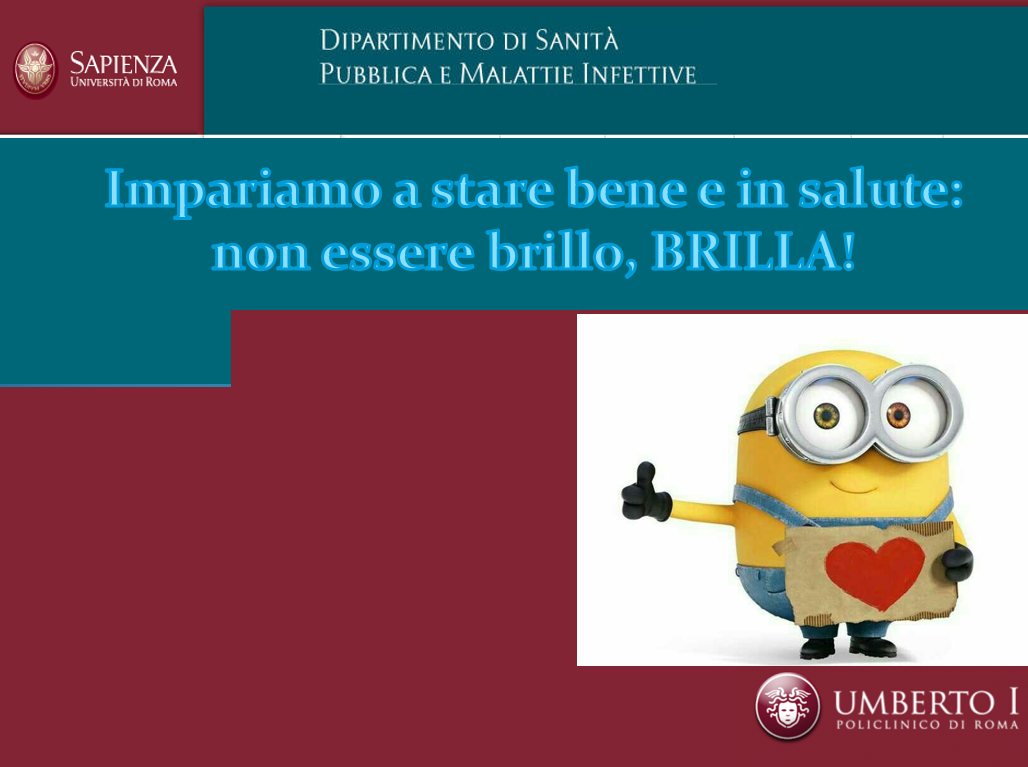 SAPIENZA
UNIVERSITÀ DI ROMA
DIPARTIMENTO DI SANITÀ
PUBBLICA E MALATTIE INFETTIVE
Impariamo a stare bene e in salute:
non essere brillo, BRILLA!
UMBERTO I
POLICLINICO DI ROMA